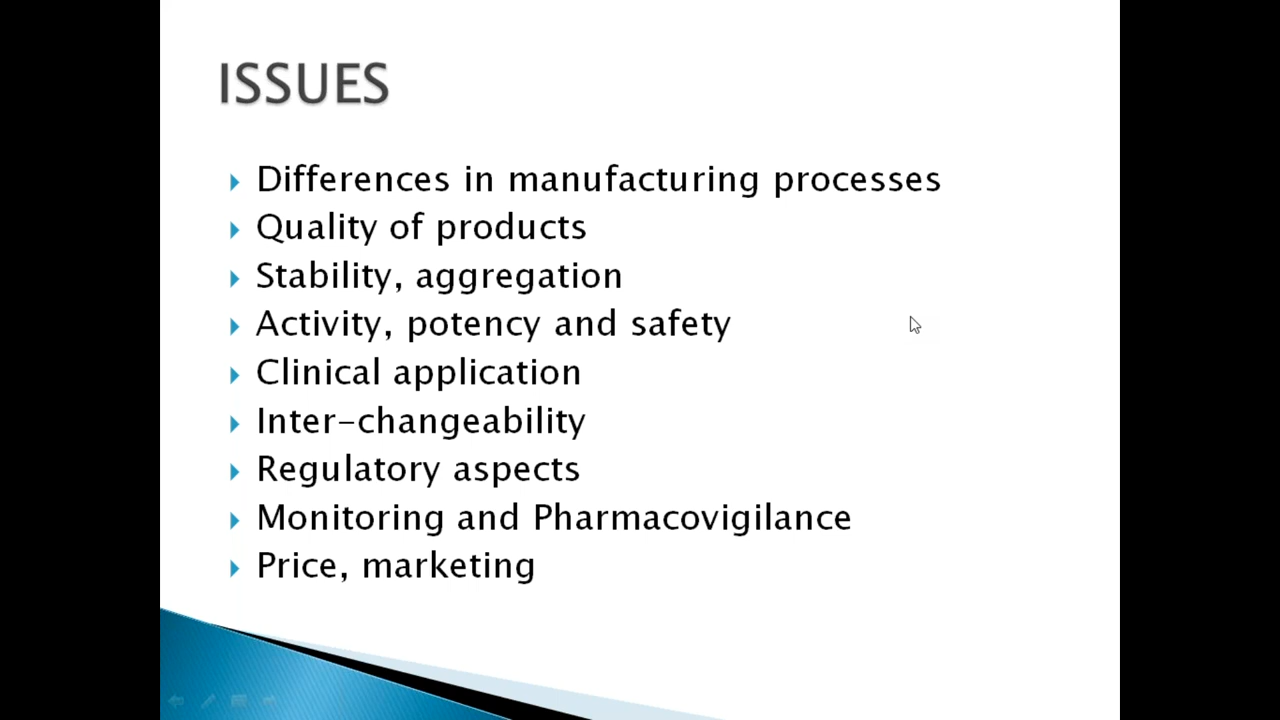 ISSUES
Differences in manufacturing processes
Quality of products
Stability, aggregation
Activity, potency and safety
Clinical application
Inter-changeability
Regulatory aspects
Monitoring and Pharmacovigilance
Price, marketing